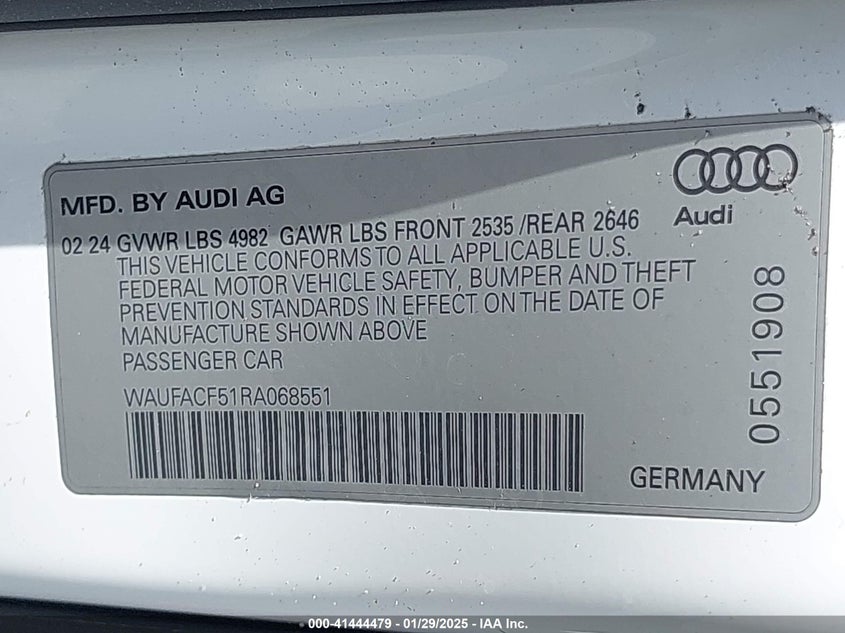 MFD. BY AUDI AG
Audi
02 24 GVWR LBS 4982 GAWR LBS FRONT 2535 /REAR 2646
THIS VEHICLE CONFORMS TO ALL APPLICABLE U.S.
FEDERAL MOTOR VEHICLE SAFETY, BUMPER AND THEFT
PREVENTION STANDARDS IN EFFECT ON THE DATE OF
MANUFACTURE SHOWN ABOVE
PASSENGER CAR
WAUFACF51RA068551
0551908
GERMANY
000-41444479 - 01/29/2025 - IAA Inc.